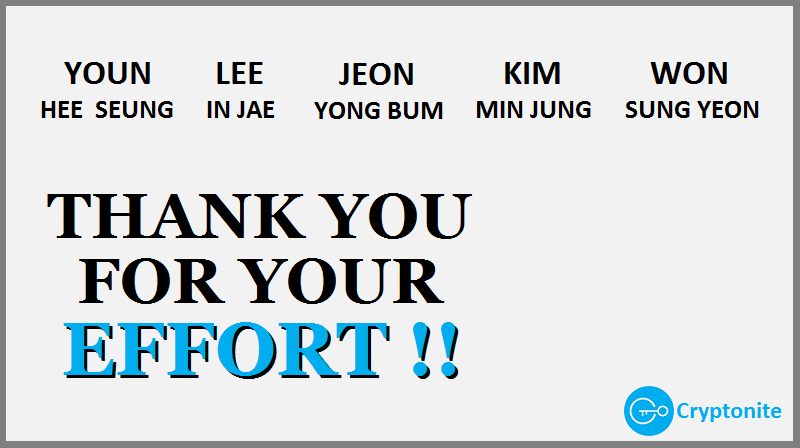 YOUN LEE JEON KIM WON
HEE SEUNG IN JAE YONG BUM MIN JUNG SUNG YEON
THANK YOU
FOR YOUR
EFFORT !!
Cryptonite